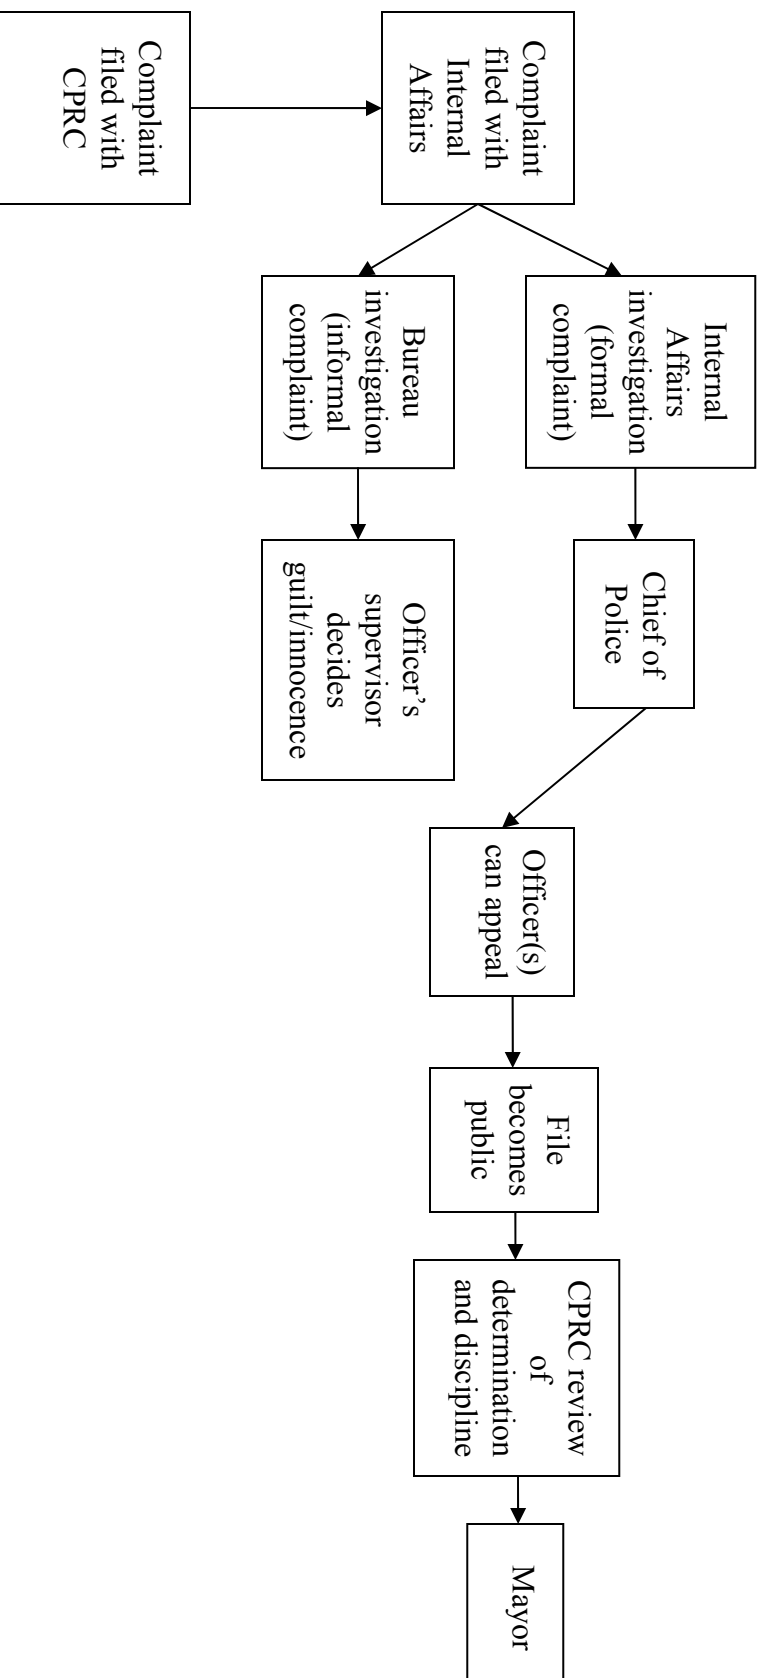 Complaint
filed with
CPRC
Complaint
filed with
Internal
Affairs
Internal
Affairs
investigation
(formal
complaint)
Bureau
investigation
(informal
complaint)
Chief of
Police
Officer’s
supervisor
decides
guilt/innocence
Officer(s)
can appeal
File
becomes
public
CPRC review
of
determination
and discipline
Mayor